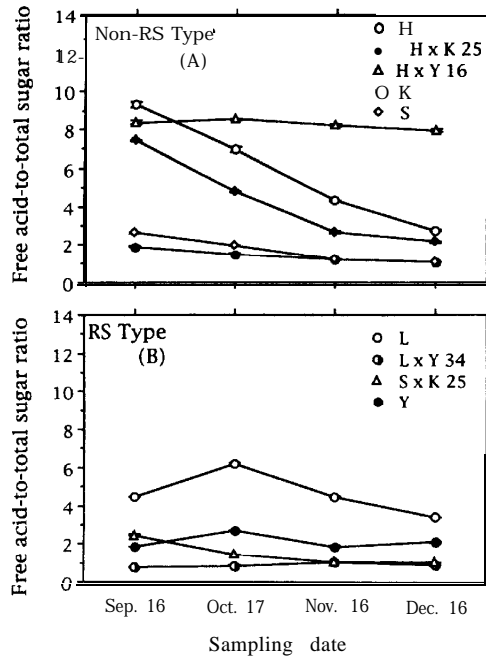 14
12
10
8
6
4
2
0
Free acid-to-total sugar ratio
Non-RS Type
(A)
H
H x K 25
H x Y 16
O K
S
14
12
10
8
6
4
2
0
Free acid-to-total sugar ratio
RS Type
(B)
L
L x Y 34
S x K 25
Y
Sep. 16 Oct. 17 Nov. 16 Dec. 16
Sampling date